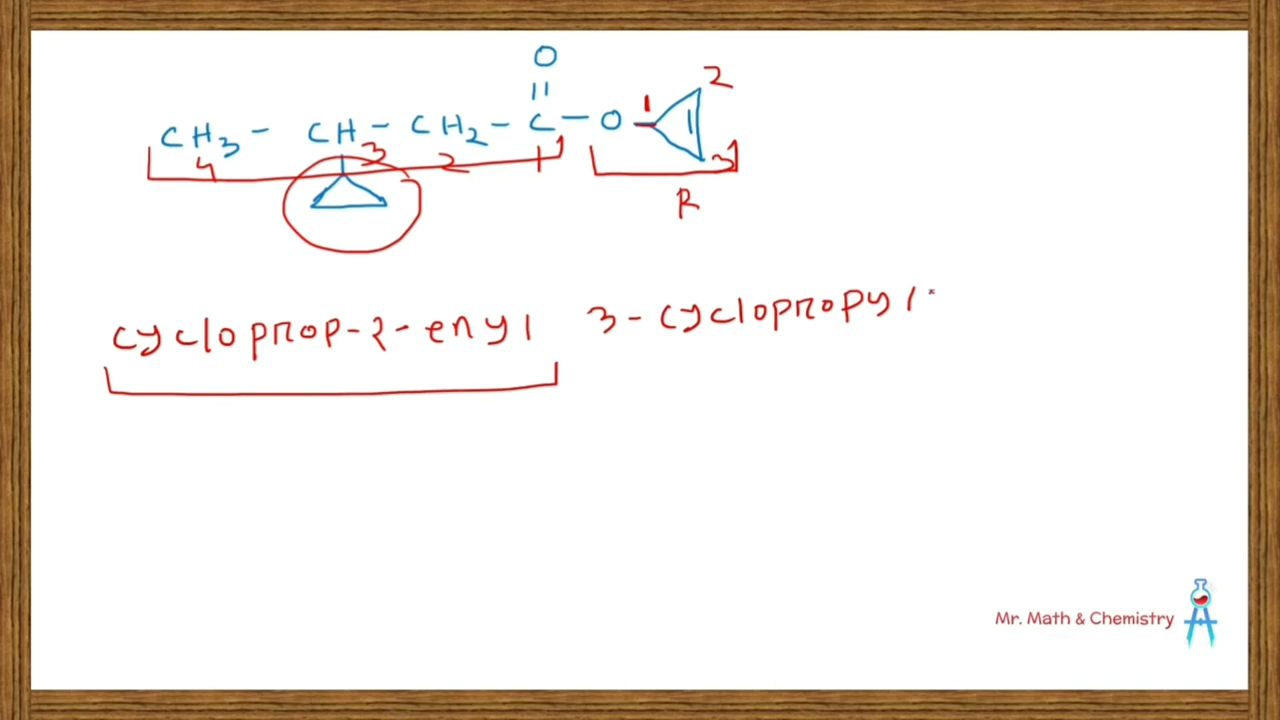 O
||
CH3 - CH - CH2 - C - O
1 2 3
4 3 2 1
R
cycloprop-2-enyl 3-cyclopropyl
Mr. Math & Chemistry